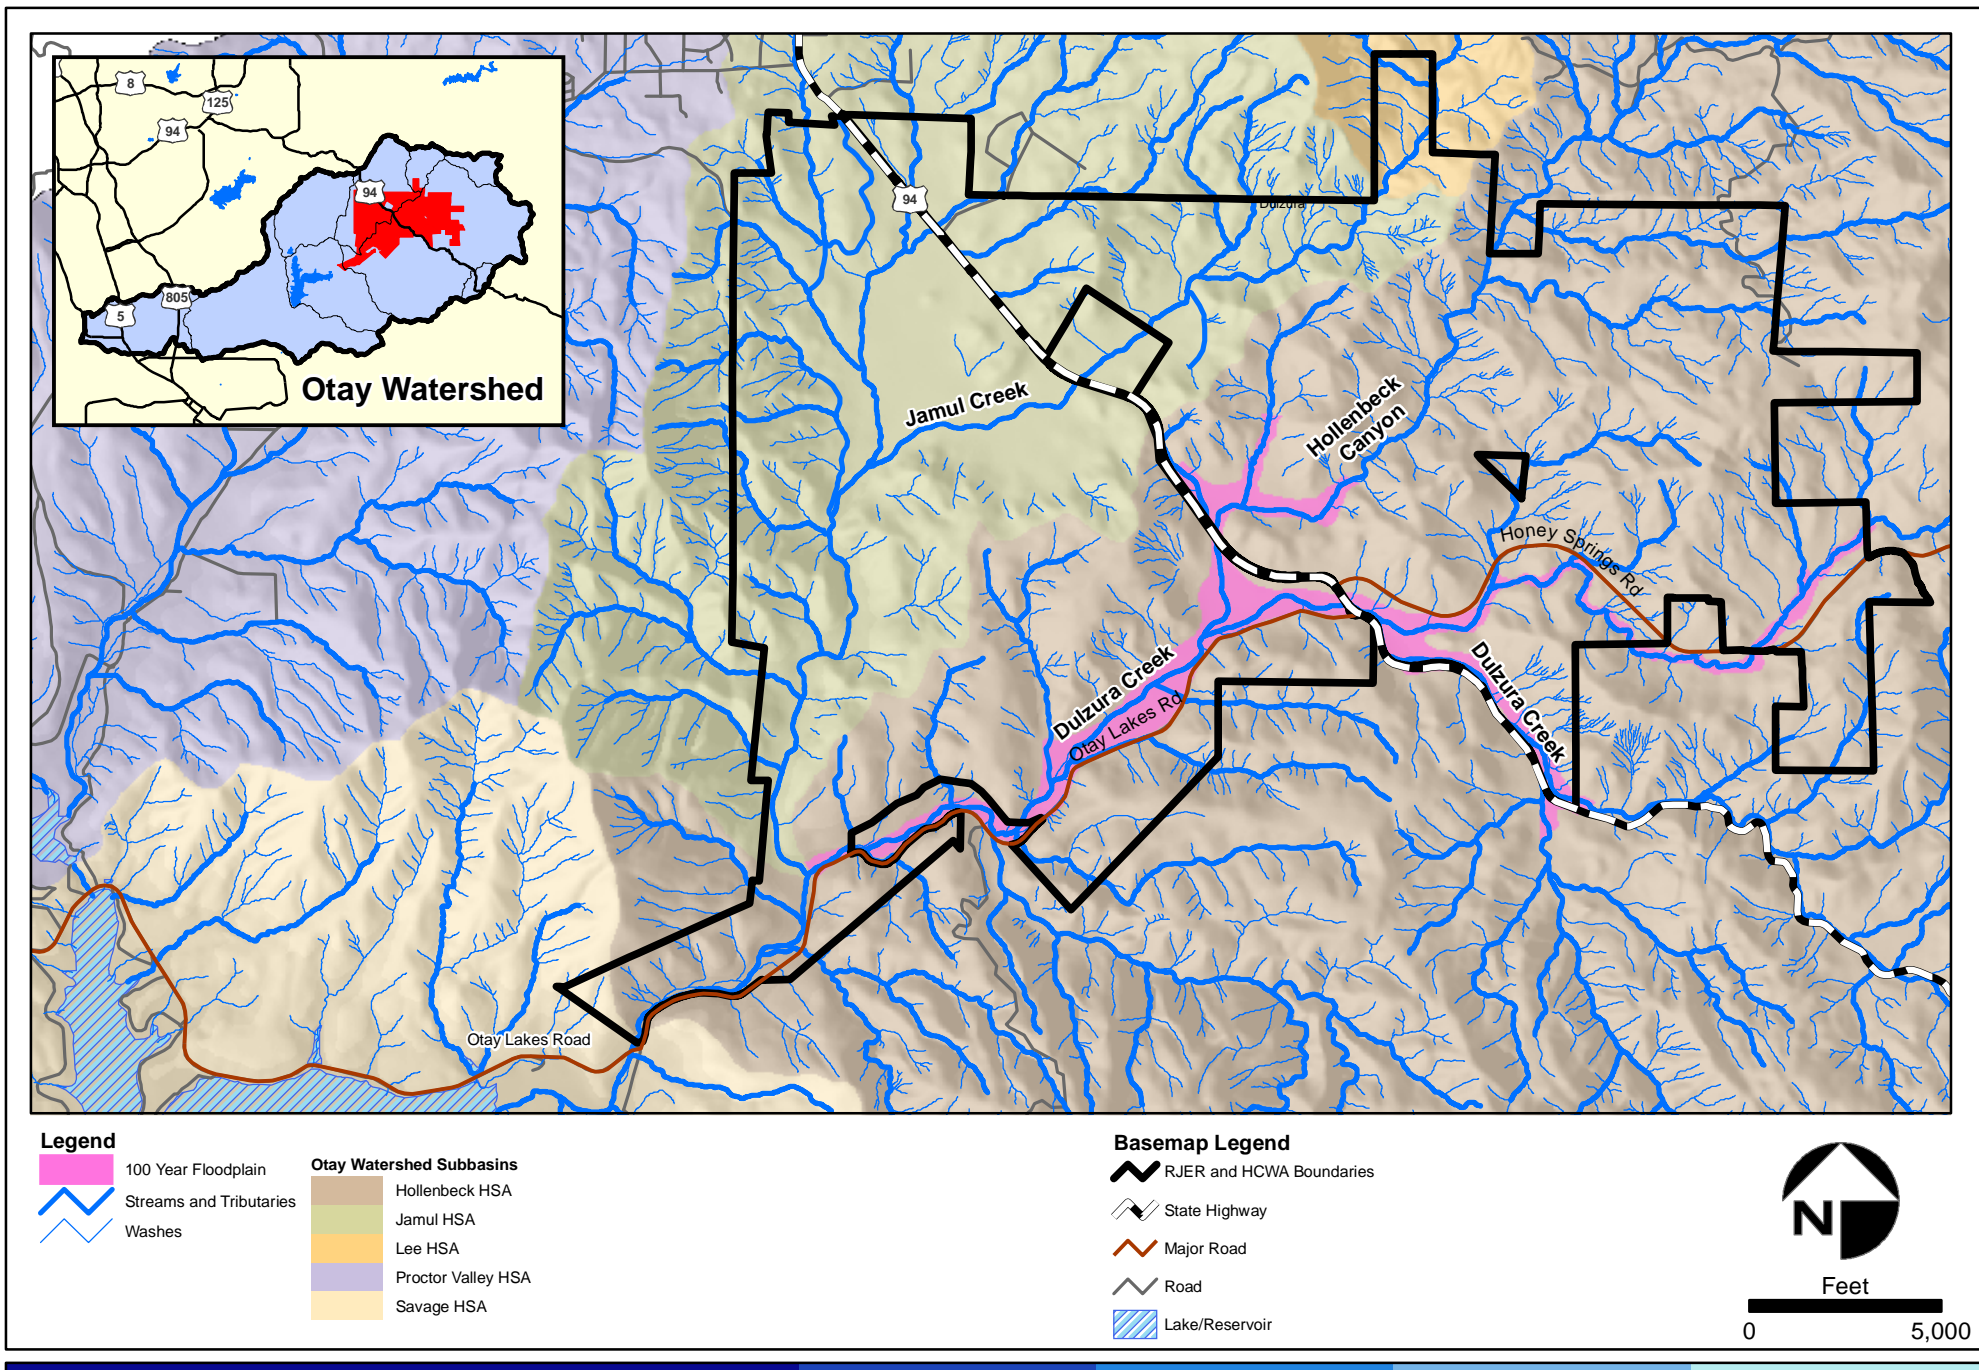 8
125
94
94
805
5
Otay Watershed
94
Dulzura
Jamul Creek
Hollenbeck
Canyon
Honey Springs Rd
Dulzura Creek
Otay Lakes Rd
Dulzura Creek
Otay Lakes Road
Legend
100 Year Floodplain
Streams and Tributaries
Washes
Otay Watershed Subbasins
Hollenbeck HSA
Jamul HSA
Lee HSA
Proctor Valley HSA
Savage HSA
Basemap Legend
RJER and HCWA Boundaries
State Highway
Major Road
Road
Lake/Reservoir
N
Feet
0 5,000